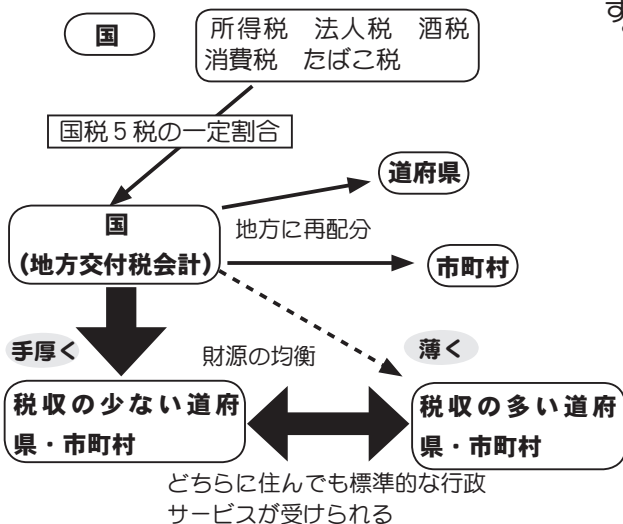 す。
国
所得税 法人税 酒税
消費税 たばこ税
国税５税の一定割合
道府県
国
(地方交付税会計)
地方に再配分
市町村
手厚く
財源の均衡
薄く
税収の少ない道府
県・市町村
税収の多い道府
県・市町村
どちらに住んでも標準的な行政
サービスが受けられる